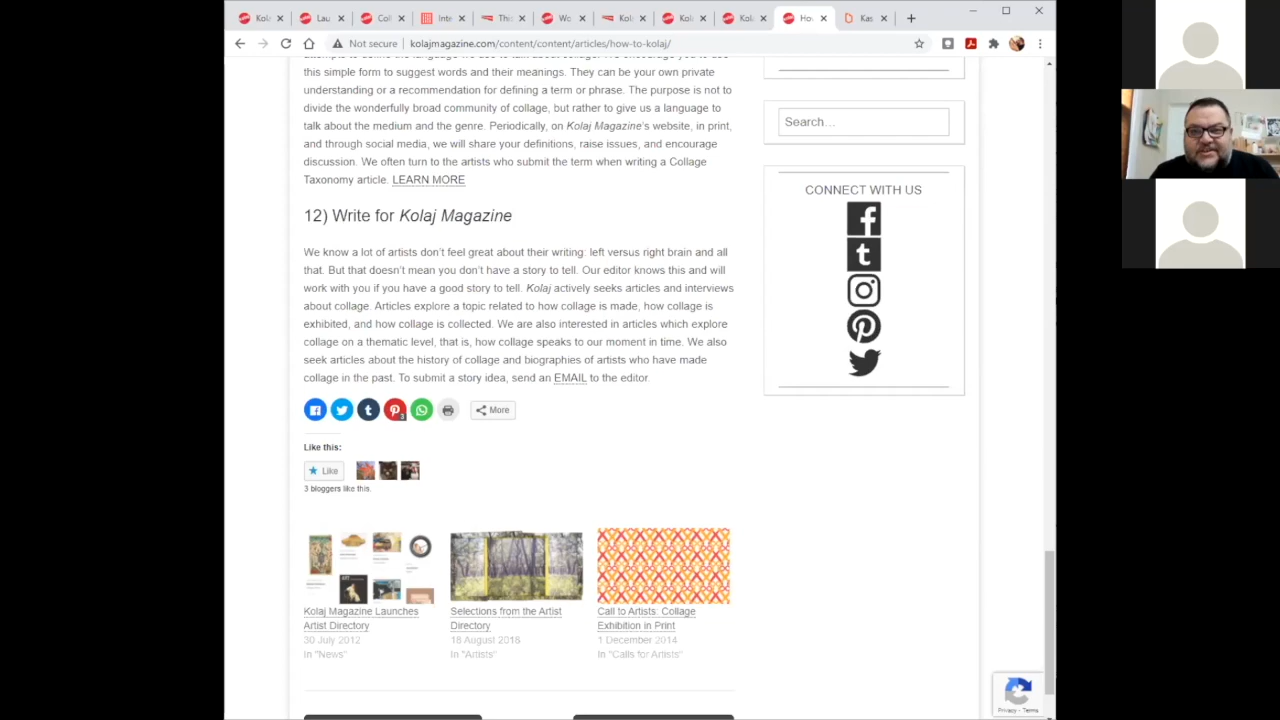 Kola
Lau
Coll
Inte
This
Wo
Kola
Kola
Kola
How
Kas
Not secure | kolajmagazine.com/content/content/articles/how-to-kolaj/
this simple form to suggest words and their meanings. They can be your own private
understanding or a recommendation for defining a term or phrase. The purpose is not to
divide the wonderfully broad community of collage, but rather to give us a language to
talk about the medium and the genre. Periodically, on Kolaj Magazine's website, in print,
and through social media, we will share your definitions, raise issues, and encourage
discussion. We often turn to the artists who submit the term when writing a Collage
Taxonomy article. LEARN MORE
12) Write for Kolaj Magazine
We know a lot of artists don't feel great about their writing: left versus right brain and all
that. But that doesn't mean you don't have a story to tell. Our editor knows this and will
work with you if you have a good story to tell. Kolaj actively seeks articles and interviews
about collage. Articles explore a topic related to how collage is made, how collage is
exhibited, and how collage is collected. We are also interested in articles which explore
collage on a thematic level, that is, how collage speaks to our moment in time. We also
seek articles about the history of collage and biographies of artists who have made
collage in the past. To submit a story idea, send an EMAIL to the editor.
More
Like this:
Like
3 bloggers like this.
Kolaj Magazine Launches
Artist Directory
30 July 2012
In "News"
Selections from the Artist
Directory
18 August 2016
In "Artists"
Call to Artists: Collage
Exhibition in Print
1 December 2014
In "Calls for Artists"
Search…
CONNECT WITH US
Privacy - Terms